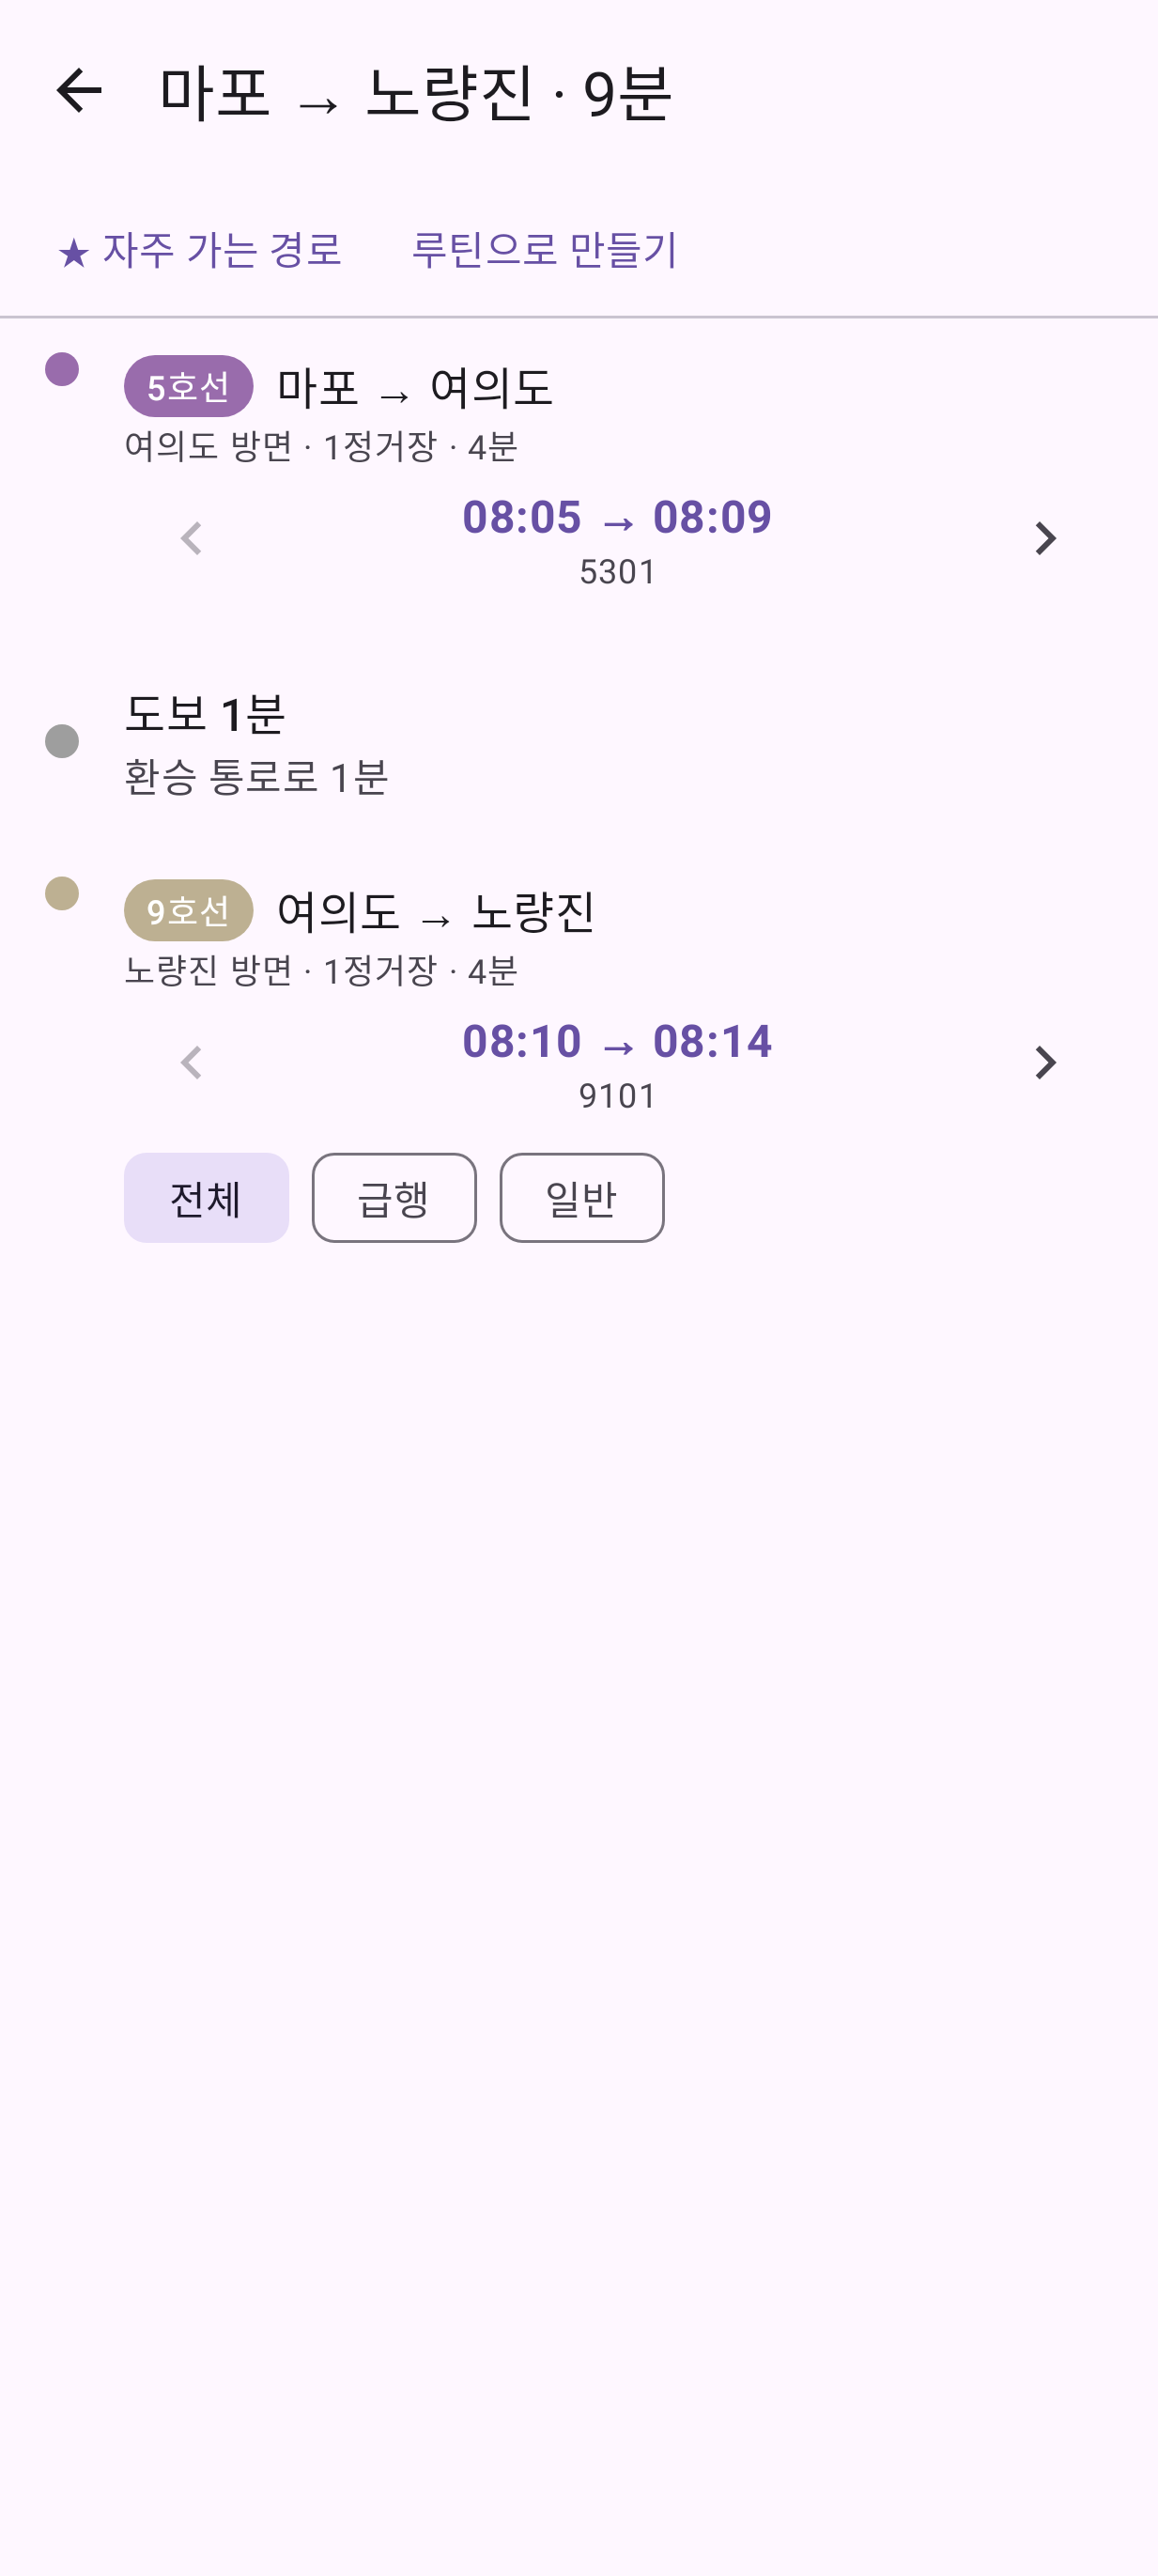 마포 → 노량진 · 9분
★ 자주 가는 경로 루틴으로 만들기
5호선 마포 → 여의도
여의도 방면 · 1정거장 · 4분
08:05 → 08:09
5301
도보 1분
환승 통로로 1분
9호선 여의도 → 노량진
노량진 방면 · 1정거장 · 4분
08:10 → 08:14
9101
전체 급행 일반